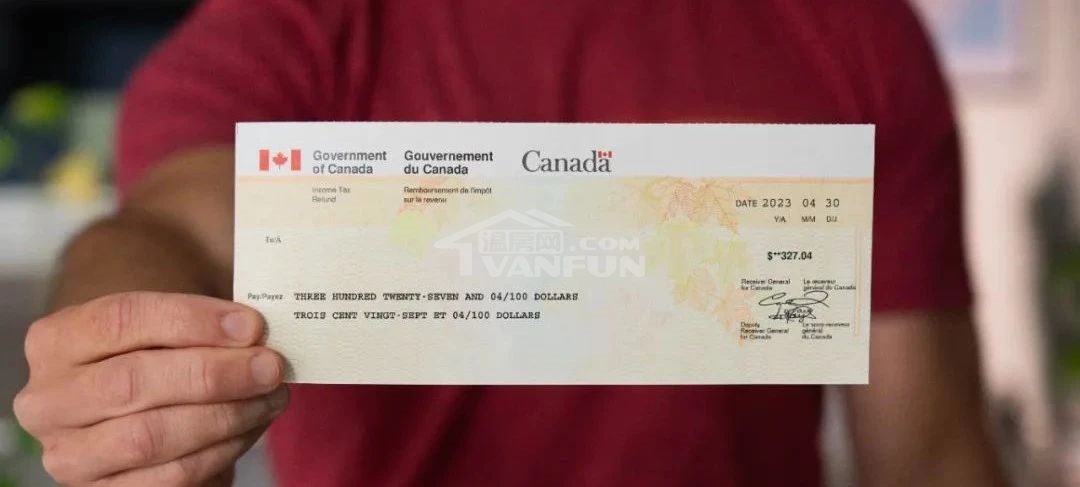 Government
of Canada
Gouvernement
du Canada
Canada
Income Tax
Refund
Remboursement de l'impôt
sur le revenu
DATE 2023 04 30
Y/A M/M D/J
To/A
$**327.04
温房网.COM
VANFUN
Receiver General
for Canada
Le receveur
général du Canada
Pay/Payez THREE HUNDRED TWENTY-SEVEN AND 04/100 DOLLARS
TROIS CENT VINGT-SEPT ET 04/100 DOLLARS
Deputy
Receiver General
for Canada
Le sous-receveur
général
du Canada